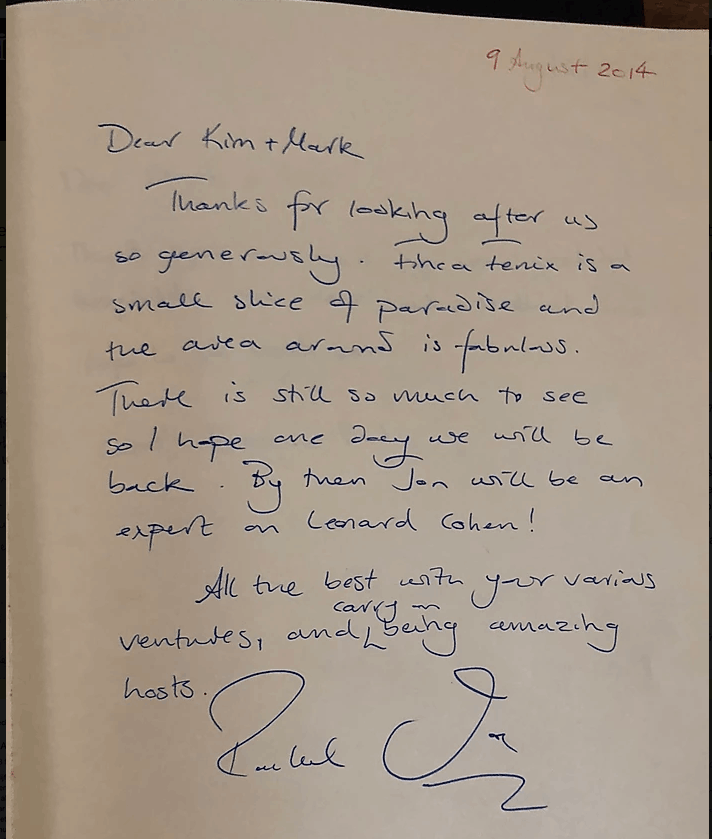 9 August 2014
Dear Kim + Mark
Thanks for looking after us
so generously. Finca Fenix is a
small slice of paradise and
the area around is fabulous.
There is still so much to see
so I hope one day we will be
back. By then Jon will be an
expert on Leonard Cohen!
All the best with your various
carry on
ventures, and being amazing
hosts.
Rachel Jon